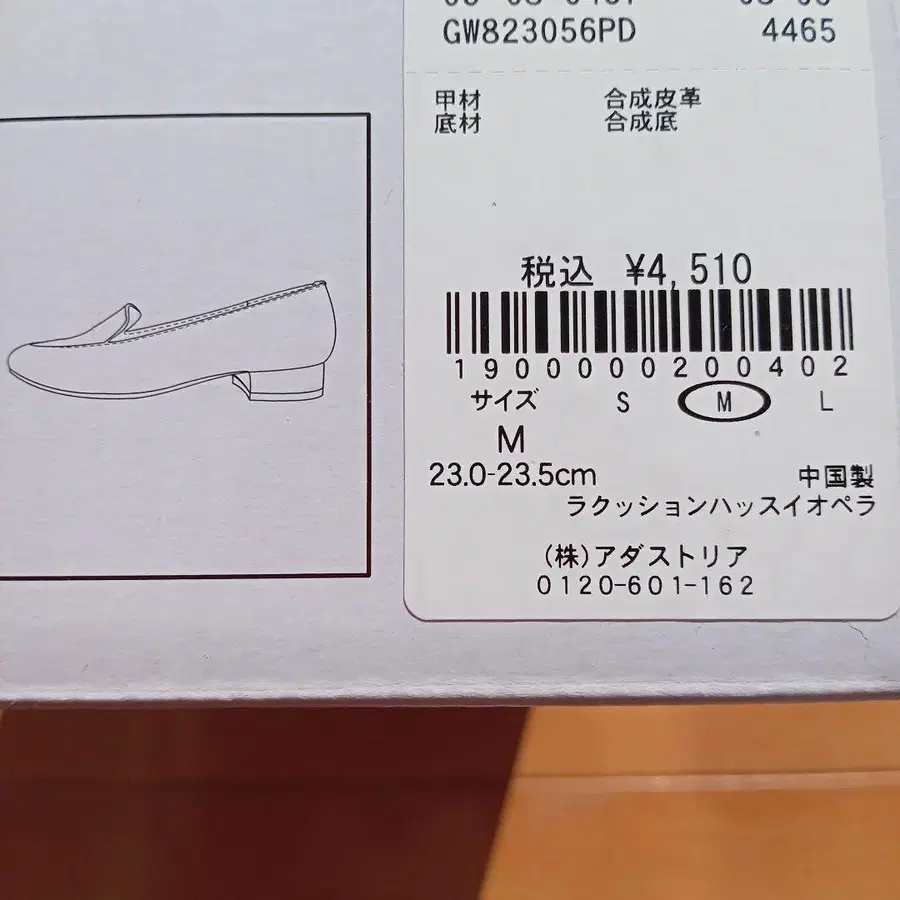 GW823056PD 4465
甲材 合成皮革
底材 合成底
税込 ¥4,510
1900000200402
サイズ S M L
M
23.0-23.5cm 中国製
ラクッションハッスイオペラ
(株)アダストリア
0120-601-162